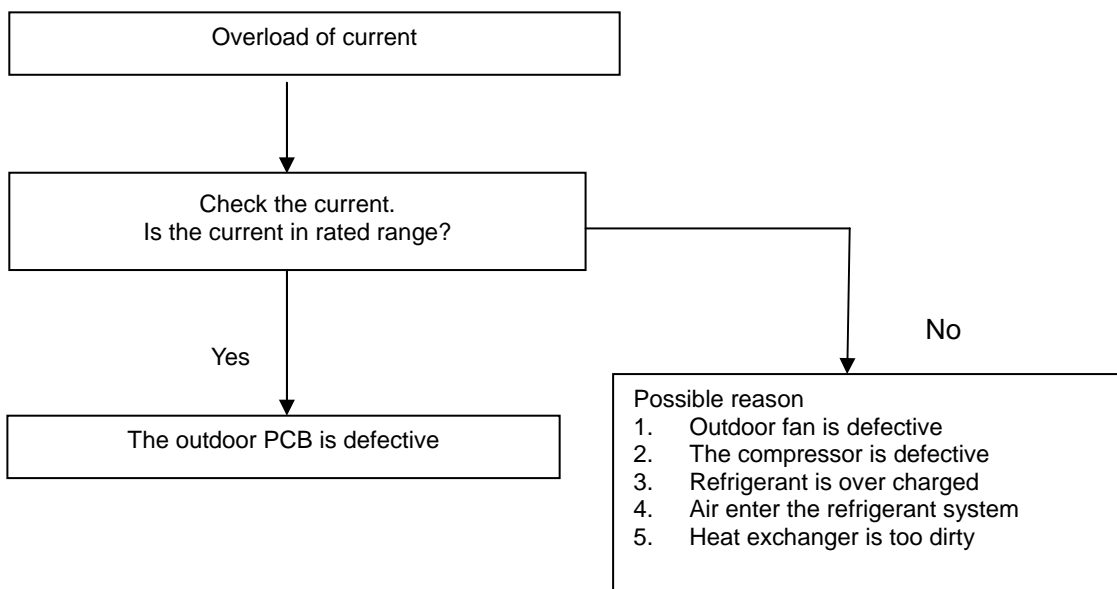 Overload of current
Check the current.
Is the current in rated range?
No
Yes
The outdoor PCB is defective
Possible reason
1. Outdoor fan is defective
2. The compressor is defective
3. Refrigerant is over charged
4. Air enter the refrigerant system
5. Heat exchanger is too dirty